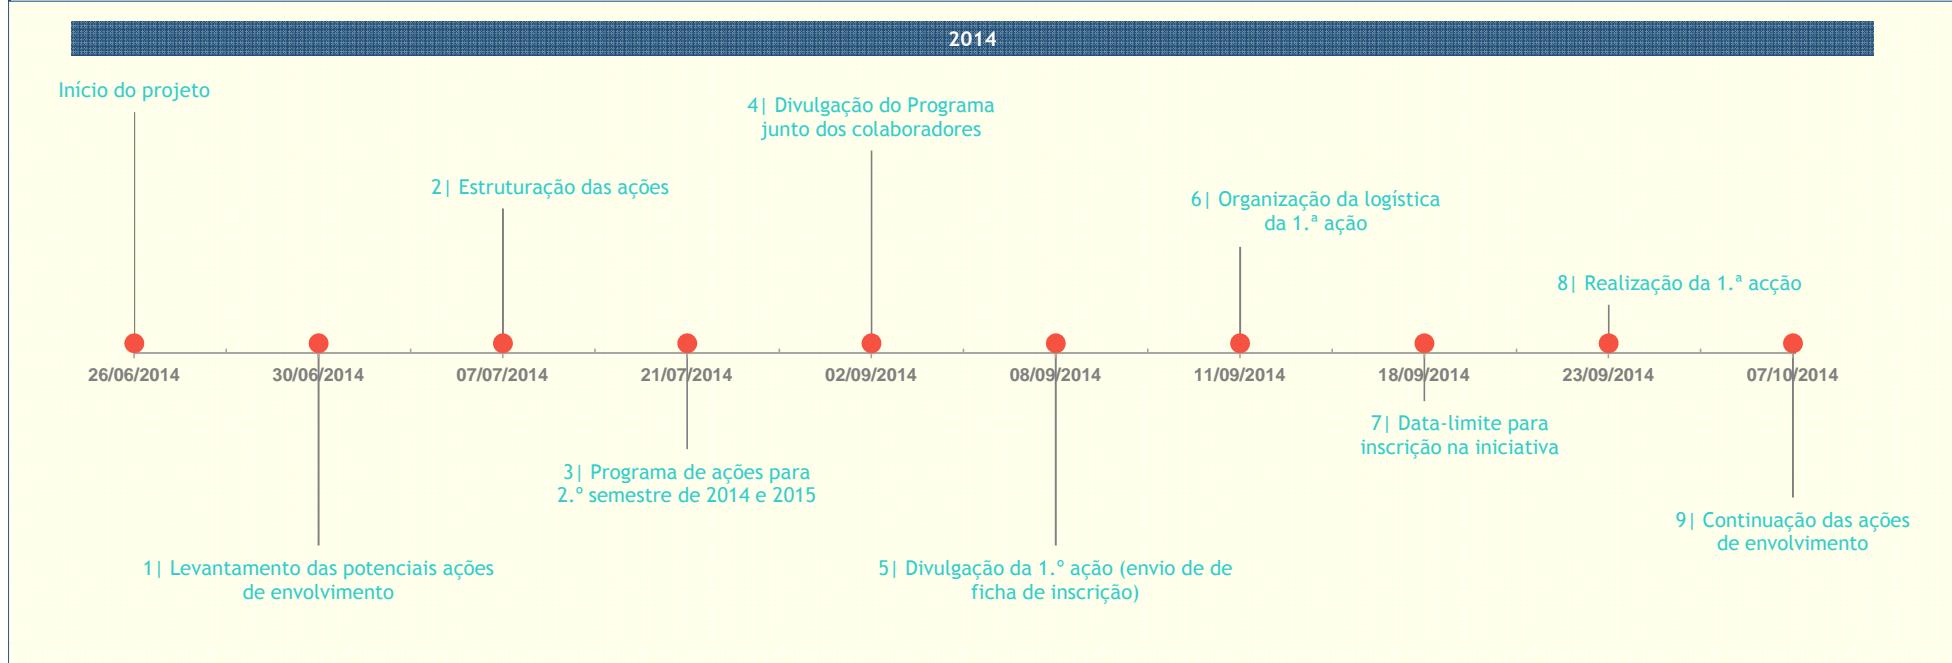 2014
Início do projeto
4| Divulgação do Programa
junto dos colaboradores
2| Estruturação das ações
6| Organização da logística
da 1.ª ação
8| Realização da 1.ª acção
26/06/2014
30/06/2014
07/07/2014
21/07/2014
02/09/2014
08/09/2014
11/09/2014
18/09/2014
23/09/2014
07/10/2014
7| Data-limite para
inscrição na iniciativa
3| Programa de ações para
2.º semestre de 2014 e 2015
9| Continuação das ações
de envolvimento
1| Levantamento das potenciais ações
de envolvimento
5| Divulgação da 1.º ação (envio de de
ficha de inscrição)